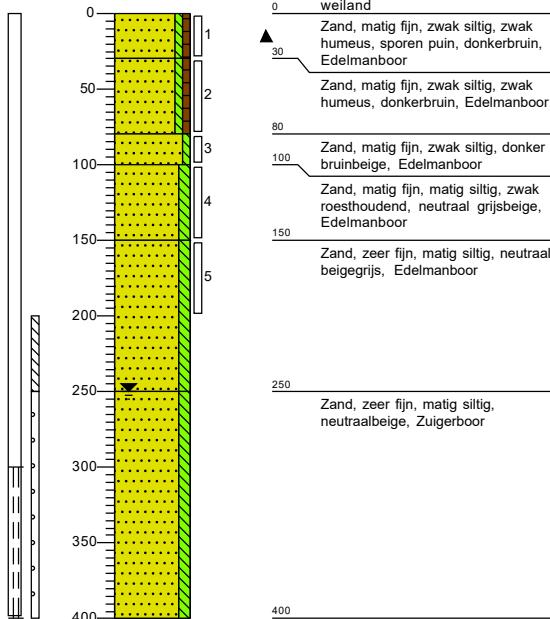 0
50
100
150
200
250
300
350
400
1
2
3
4
5
0
weiland
Zand, matig fijn, zwak siltig, zwak
humeus, sporen puin, donkerbruin,
Edelmanboor
30
Zand, matig fijn, zwak siltig, zwak
humeus, donkerbruin, Edelmanboor
80
Zand, matig fijn, zwak siltig, donker
bruinbeige, Edelmanboor
100
Zand, matig fijn, matig siltig, zwak
roesthoudend, neutraal grijsbeige,
Edelmanboor
150
Zand, zeer fijn, matig siltig, neutraal
beigegrijs, Edelmanboor
250
Zand, zeer fijn, matig siltig,
neutraalbeige, Zuigerboor
400